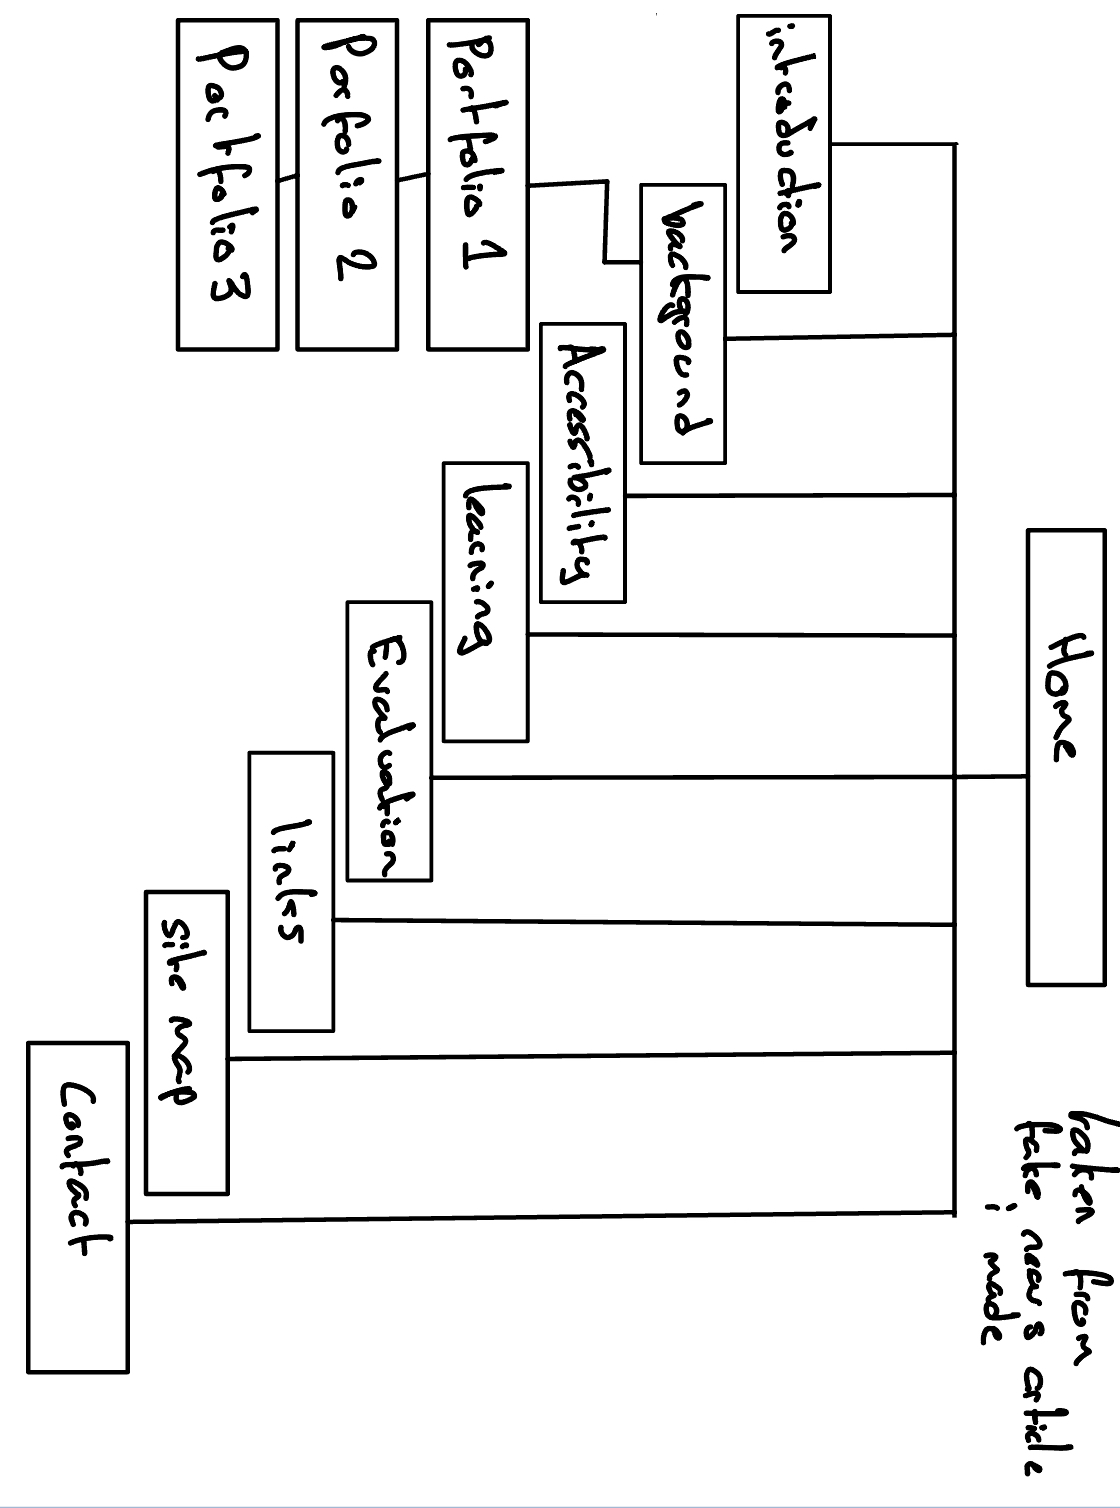 Home
taken from
fake news article
i made
introduction
background
Accessibility
Portfolio 1
learning
Evaluation
Porfolio 2
links
Portfolio 3
site map
Contact